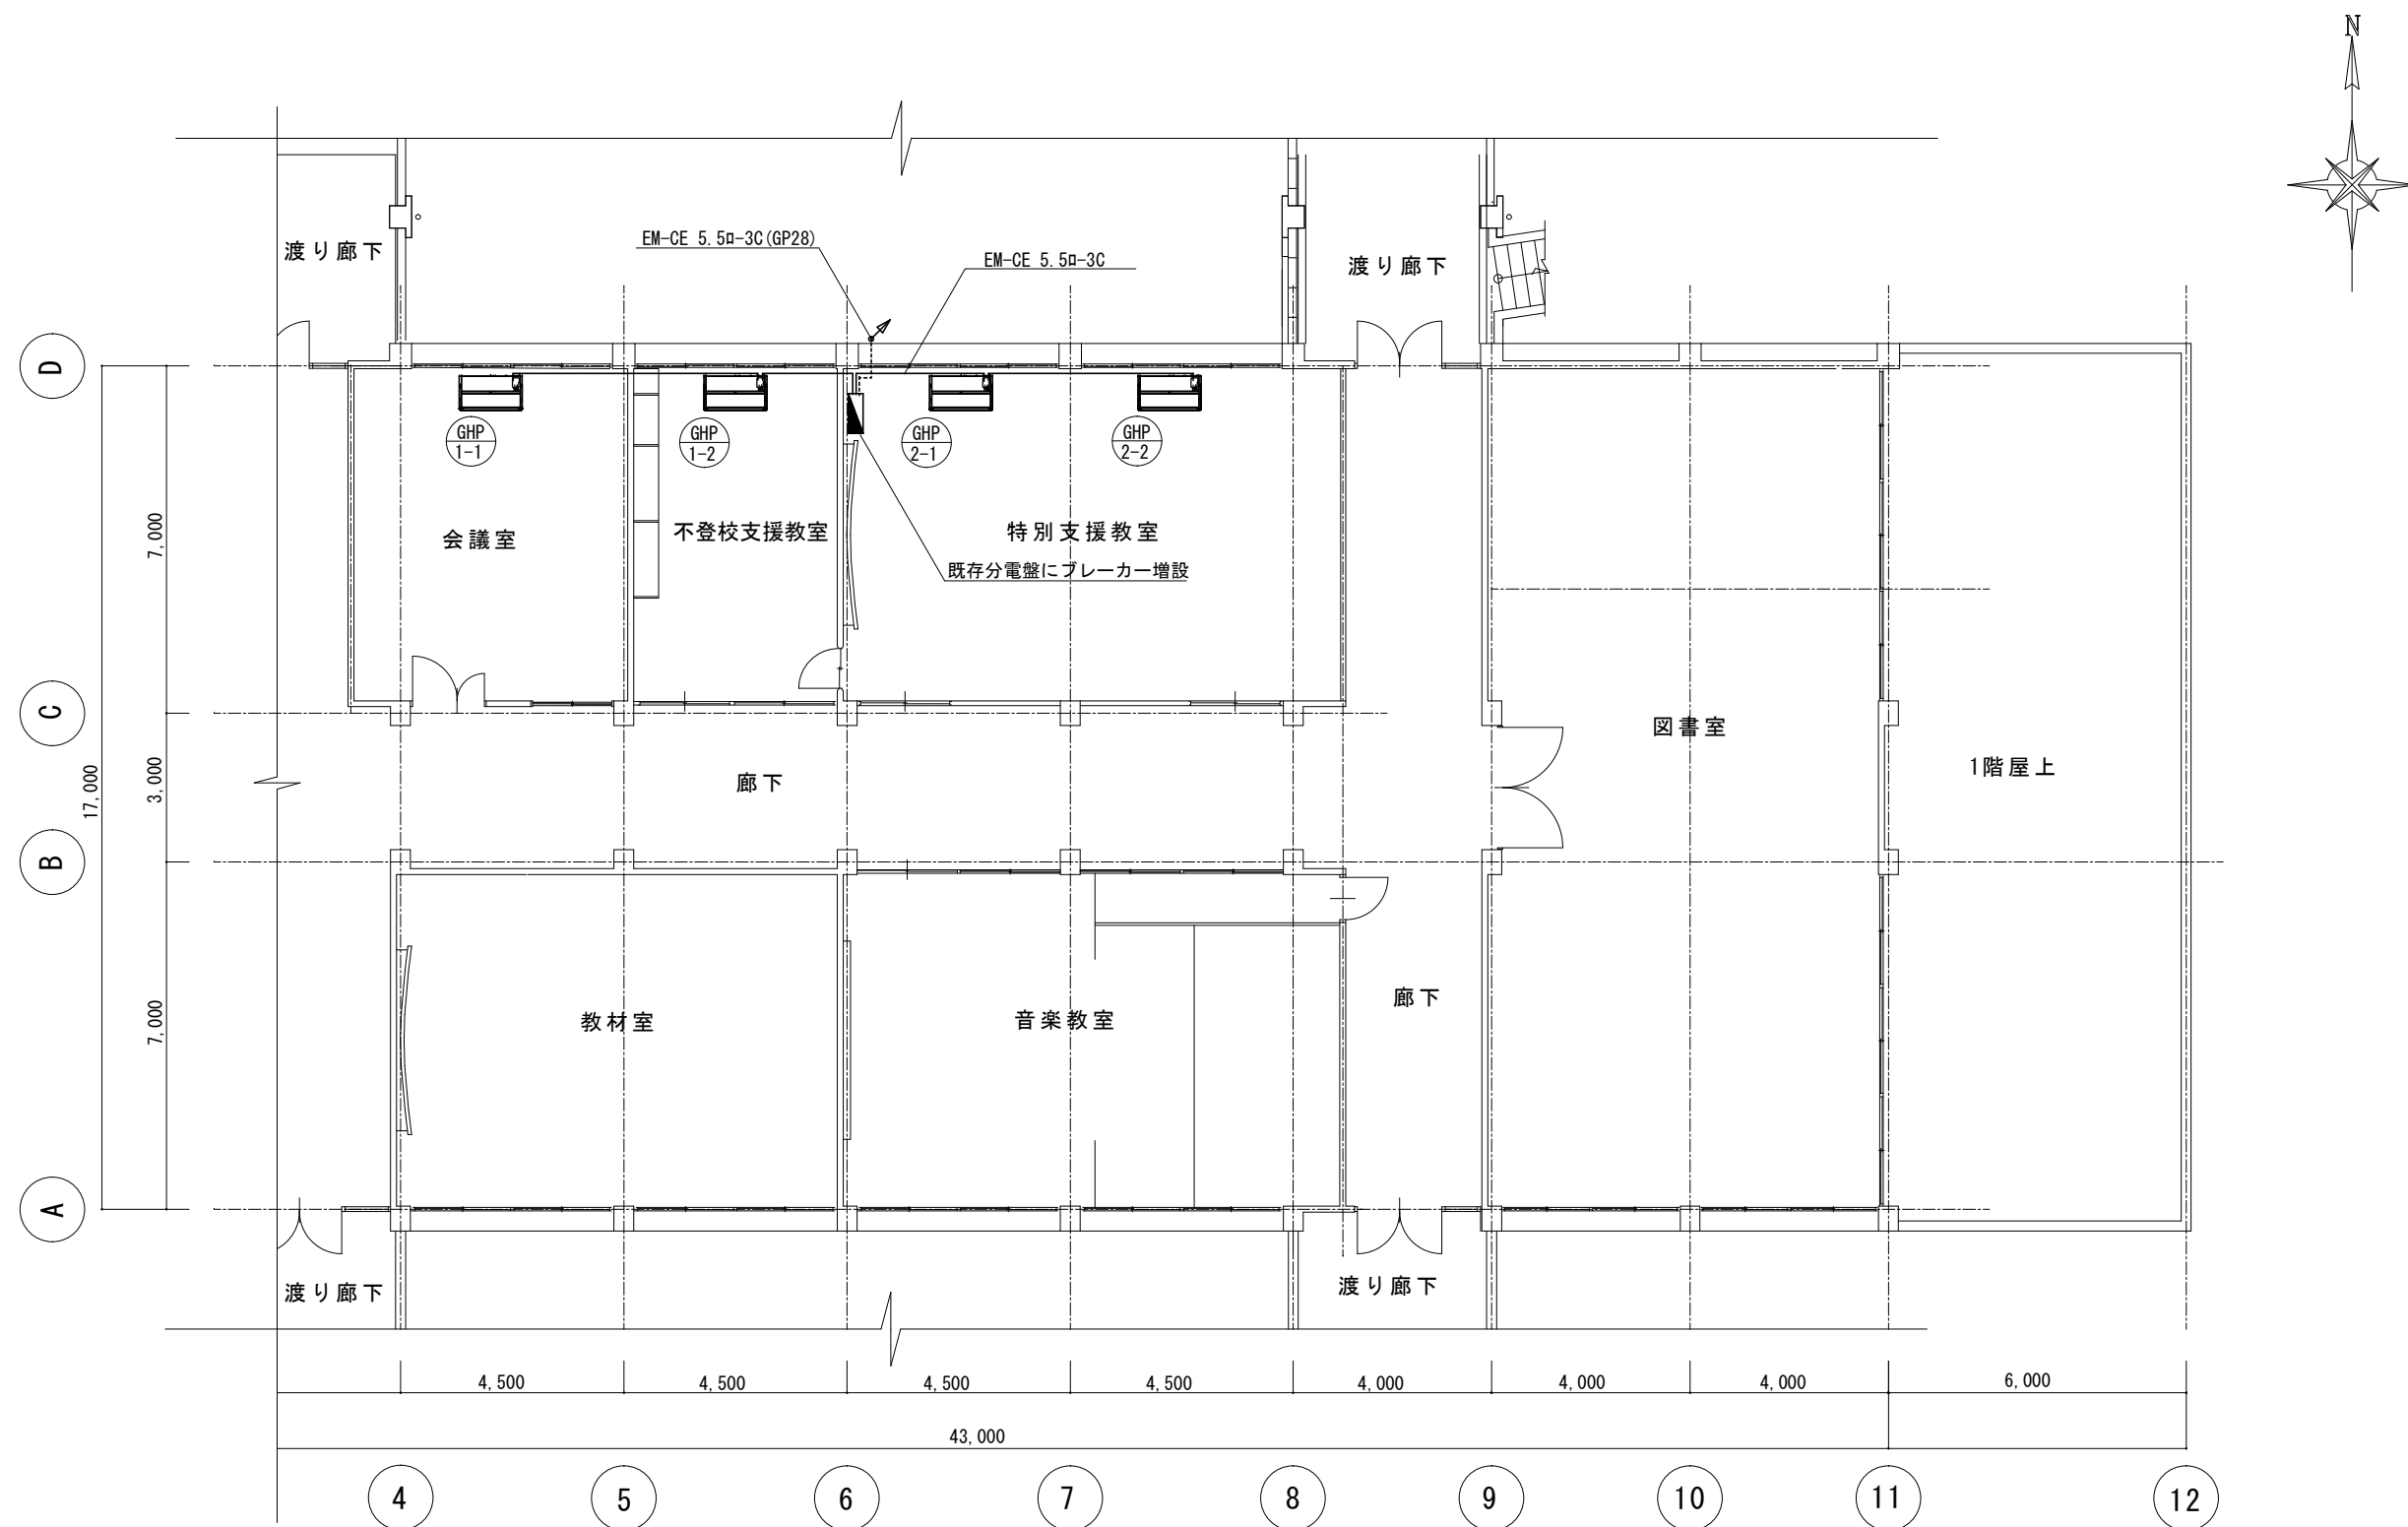 N
EM-CE 5.5ロ-3C(GP28)
EM-CE 5.5ロ-3C
渡り廊下
渡り廊下
D
GHP
1-1
GHP
1-2
GHP
2-1
GHP
2-2
7,000
会議室
不登校支援教室
特別支援教室
既存分電盤にブレーカー増設
C
図書室
1階屋上
17,000
3,000
廊下
B
廊下
7,000
教材室
音楽教室
A
渡り廊下
渡り廊下
4,500
4,500
4,500
4,500
4,000
4,000
4,000
6,000
43,000
4
5
6
7
8
9
10
11
12